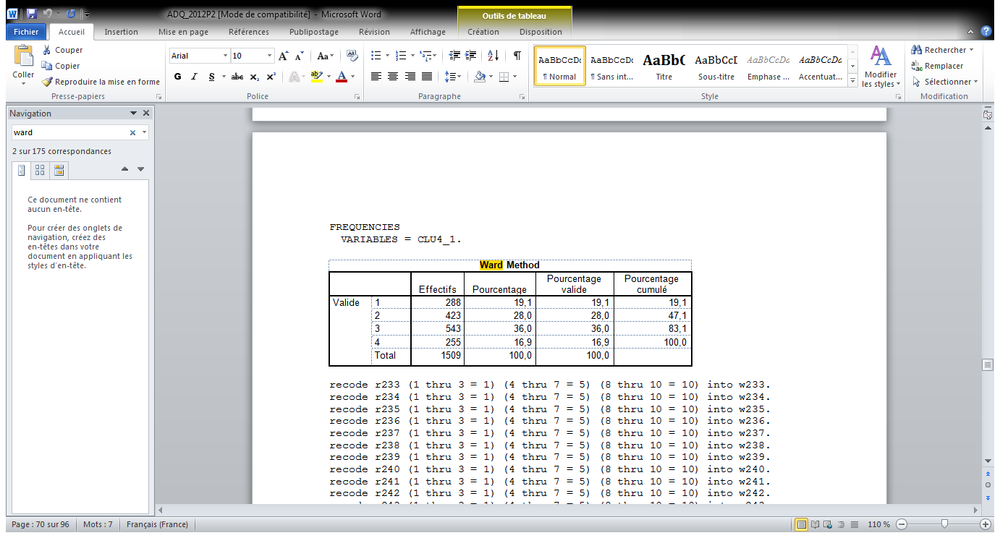 ADQ_2012P2 [Mode de compatibilité] - Microsoft Word
Outils de tableau
Fichier Accueil Insertion Mise en page Références Publipostage Révision Affichage Création Disposition
Coller
Couper
Copier
Reproduire la mise en forme
Presse-papiers
Arial 10
G I S abc x₂ x²
Police
Paragraphe
AaBbCcDc AaBbCcDc AaBbC AaBbCcI AaBbCcDc AaBbCcDc
¶ Normal ¶ Sans int... Titre Sous-titre Emphase ... Accentuat...
Modifier
les styles
Style
Rechercher
Remplacer
Sélectionner
Modification
Navigation
ward
2 sur 175 correspondances
Ce document ne contient
aucun en-tête.
Pour créer des onglets de
navigation, créez des
en-têtes dans votre
document en appliquant les
styles d'en-tête.
FREQUENCIES
VARIABLES = CLU4_1.
Ward Method
Effectifs Pourcentage Pourcentage valide Pourcentage cumulé
Valide 1 288 19,1 19,1 19,1
2 423 28,0 28,0 47,1
3 543 36,0 36,0 83,1
4 255 16,9 16,9 100,0
Total 1509 100,0 100,0
recode r233 (1 thru 3 = 1) (4 thru 7 = 5) (8 thru 10 = 10) into w233.
recode r234 (1 thru 3 = 1) (4 thru 7 = 5) (8 thru 10 = 10) into w234.
recode r235 (1 thru 3 = 1) (4 thru 7 = 5) (8 thru 10 = 10) into w235.
recode r236 (1 thru 3 = 1) (4 thru 7 = 5) (8 thru 10 = 10) into w236.
recode r237 (1 thru 3 = 1) (4 thru 7 = 5) (8 thru 10 = 10) into w237.
recode r238 (1 thru 3 = 1) (4 thru 7 = 5) (8 thru 10 = 10) into w238.
recode r239 (1 thru 3 = 1) (4 thru 7 = 5) (8 thru 10 = 10) into w239.
recode r240 (1 thru 3 = 1) (4 thru 7 = 5) (8 thru 10 = 10) into w240.
recode r241 (1 thru 3 = 1) (4 thru 7 = 5) (8 thru 10 = 10) into w241.
recode r242 (1 thru 3 = 1) (4 thru 7 = 5) (8 thru 10 = 10) into w242.
Page : 70 sur 96 Mots : 7 Français (France) 110 %